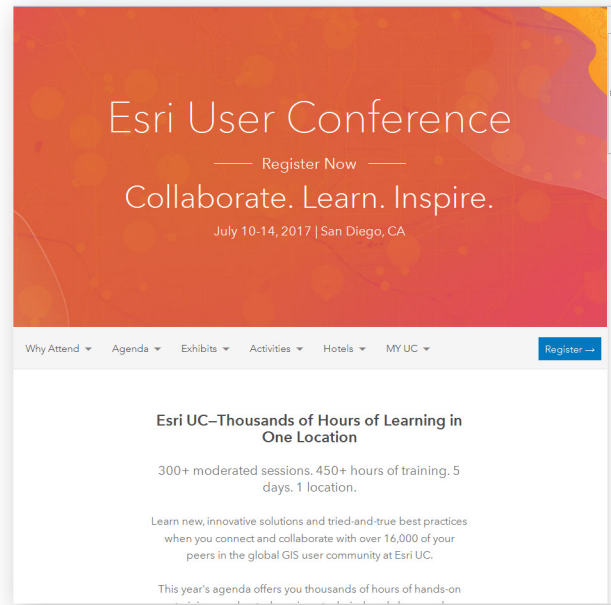 Esri User Conference
Register Now
Collaborate. Learn. Inspire.
July 10-14, 2017 | San Diego, CA
Why Attend Agenda Exhibits Activities Hotels MY UC Register →
Esri UC—Thousands of Hours of Learning in
One Location
300+ moderated sessions. 450+ hours of training. 5
days. 1 location.
Learn new, innovative solutions and tried-and-true best practices
when you connect and collaborate with over 16,000 of your
peers in the global GIS user community at Esri UC.
This year's agenda offers you thousands of hours of hands-on